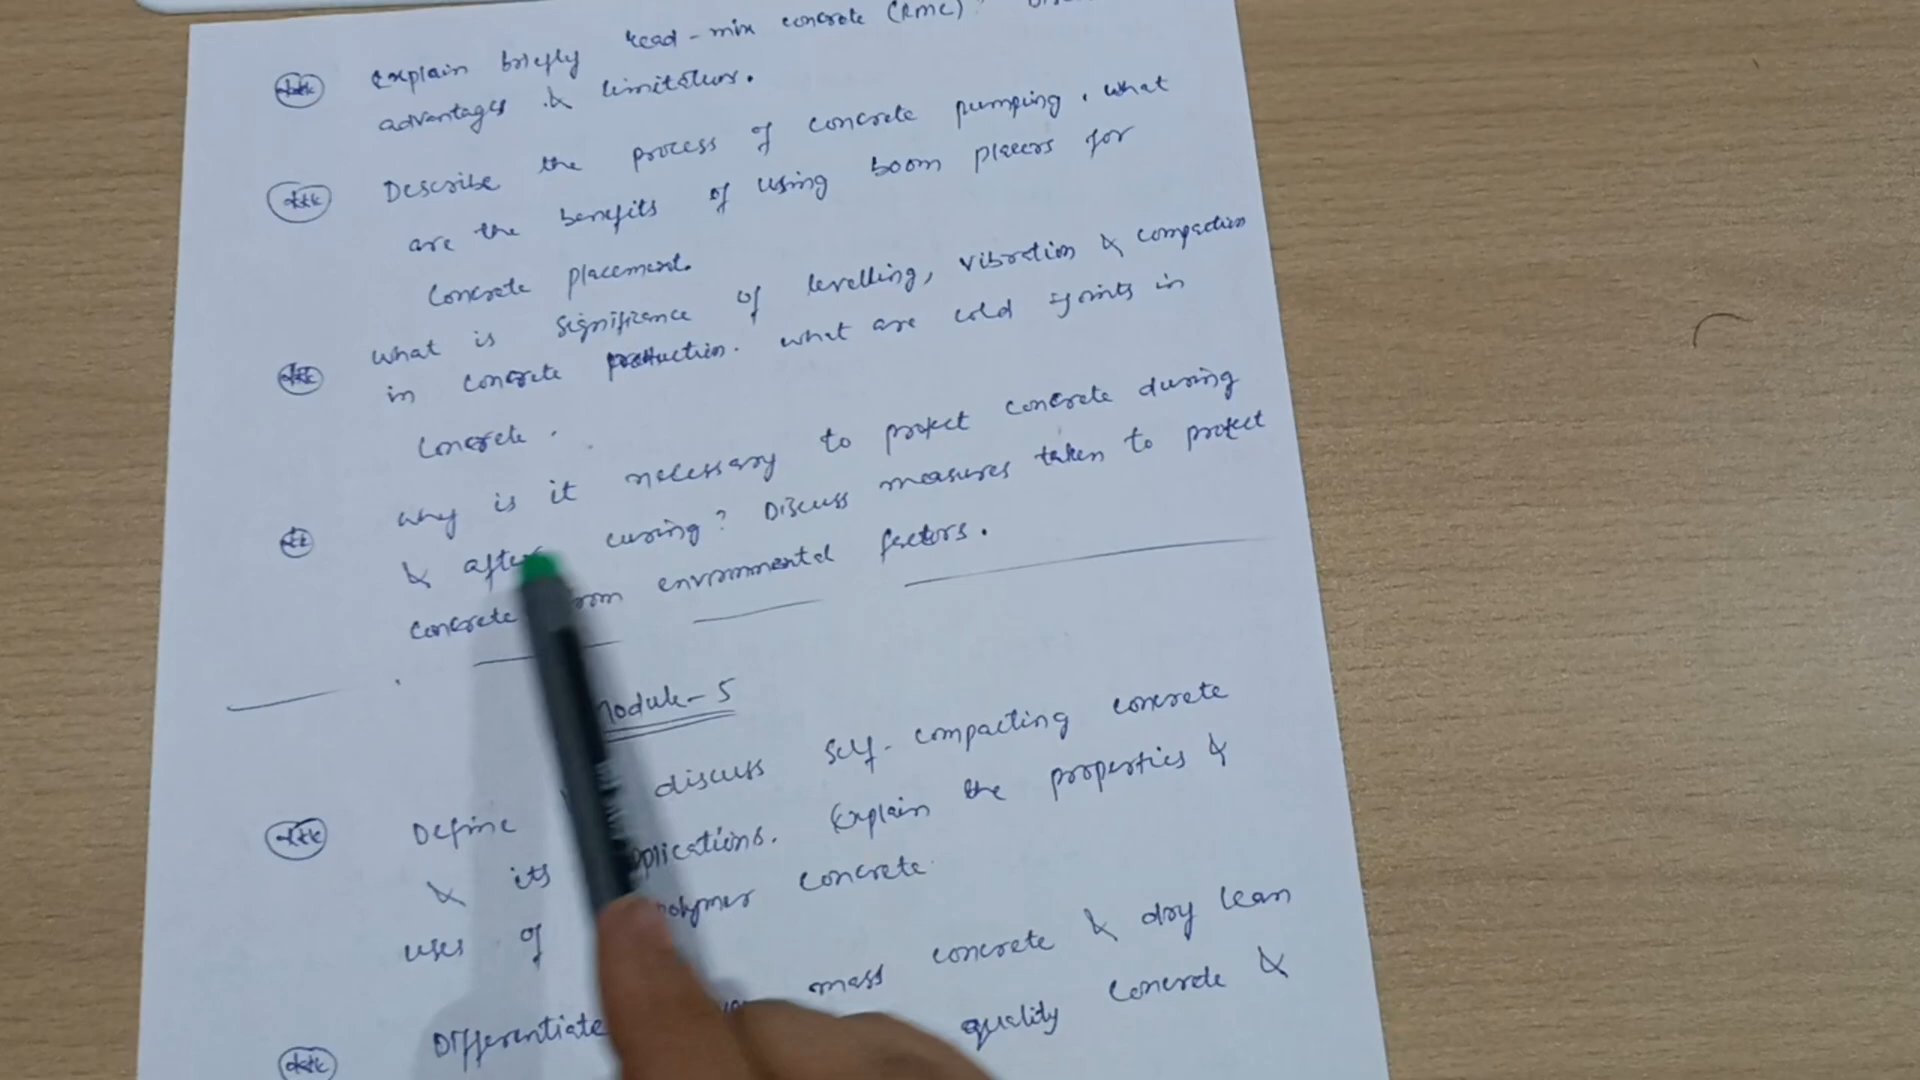 Explain briefly read-mix concrete (RMC)
advantages & limitations.
Describe the process of concrete pumping. what
are the benefits of using boom placers for
Concrete placement.
what is significance of levelling, vibration & compaction
in concrete production. what are cold joints in
Concrete.
why is it necessary to protect concrete during
& after curing? Discuss measures taken to protect
concrete from environmental factors.
Module-5
Define discuss Self-compacting concrete
& its applications. Explain the properties &
uses of polymer concrete
Differentiate mass concrete & dry lean
quality concrete &